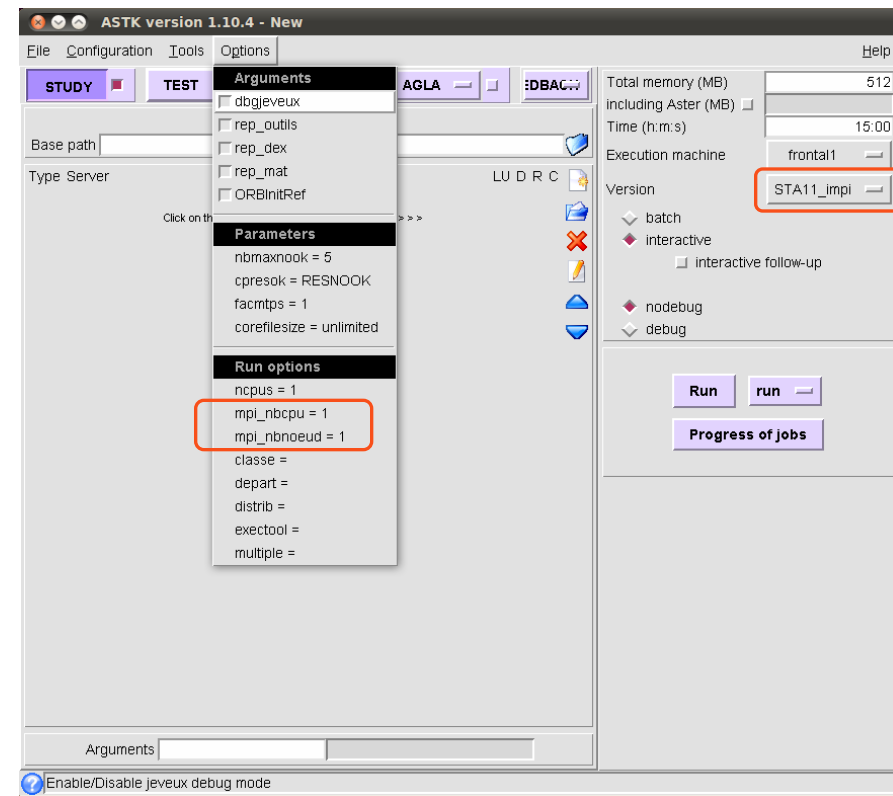 ASTK version 1.10.4 - New
File Configuration Tools Options Help
STUDY TEST AGLA
Base path
Type Server LU D R C
Click on th > > >
Arguments
dbgjeveux
rep_outils
rep_dex
rep_mat
ORBInitRef
Parameters
nbmaxnook = 5
cpresok = RESNOOK
facmtps = 1
corefilesize = unlimited
Run options
ncpus = 1
mpi_nbcpu = 1
mpi_nbnoeud = 1
classe =
depart =
distrib =
exectool =
multiple =
Total memory (MB) 512
including Aster (MB)
Time (h:m:s) 15:00
Execution machine frontal1
Version STA11_impi
batch
interactive
interactive follow-up
nodebug
debug
Run run
Progress of jobs
Arguments
Enable/Disable jeveux debug mode